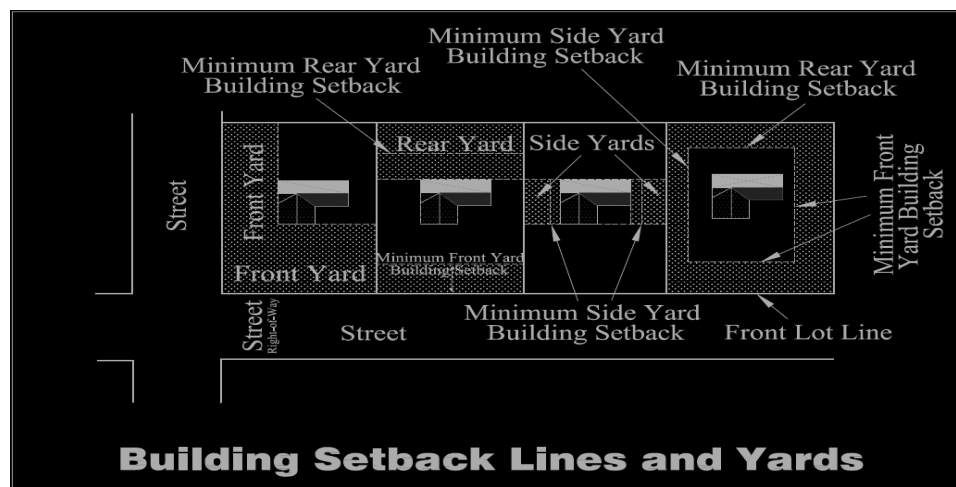 Minimum Side Yard
Building Setback
Minimum Rear Yard
Building Setback
Minimum Rear Yard
Building Setback
Street
Front Yard
Front Yard
Rear Yard
Minimum Front Yard
Building Setback
Side Yards
Minimum Front
Yard Building
Setback
Street
Right-of-Way
Street
Minimum Side Yard
Building Setback
Front Lot Line
Building Setback Lines and Yards